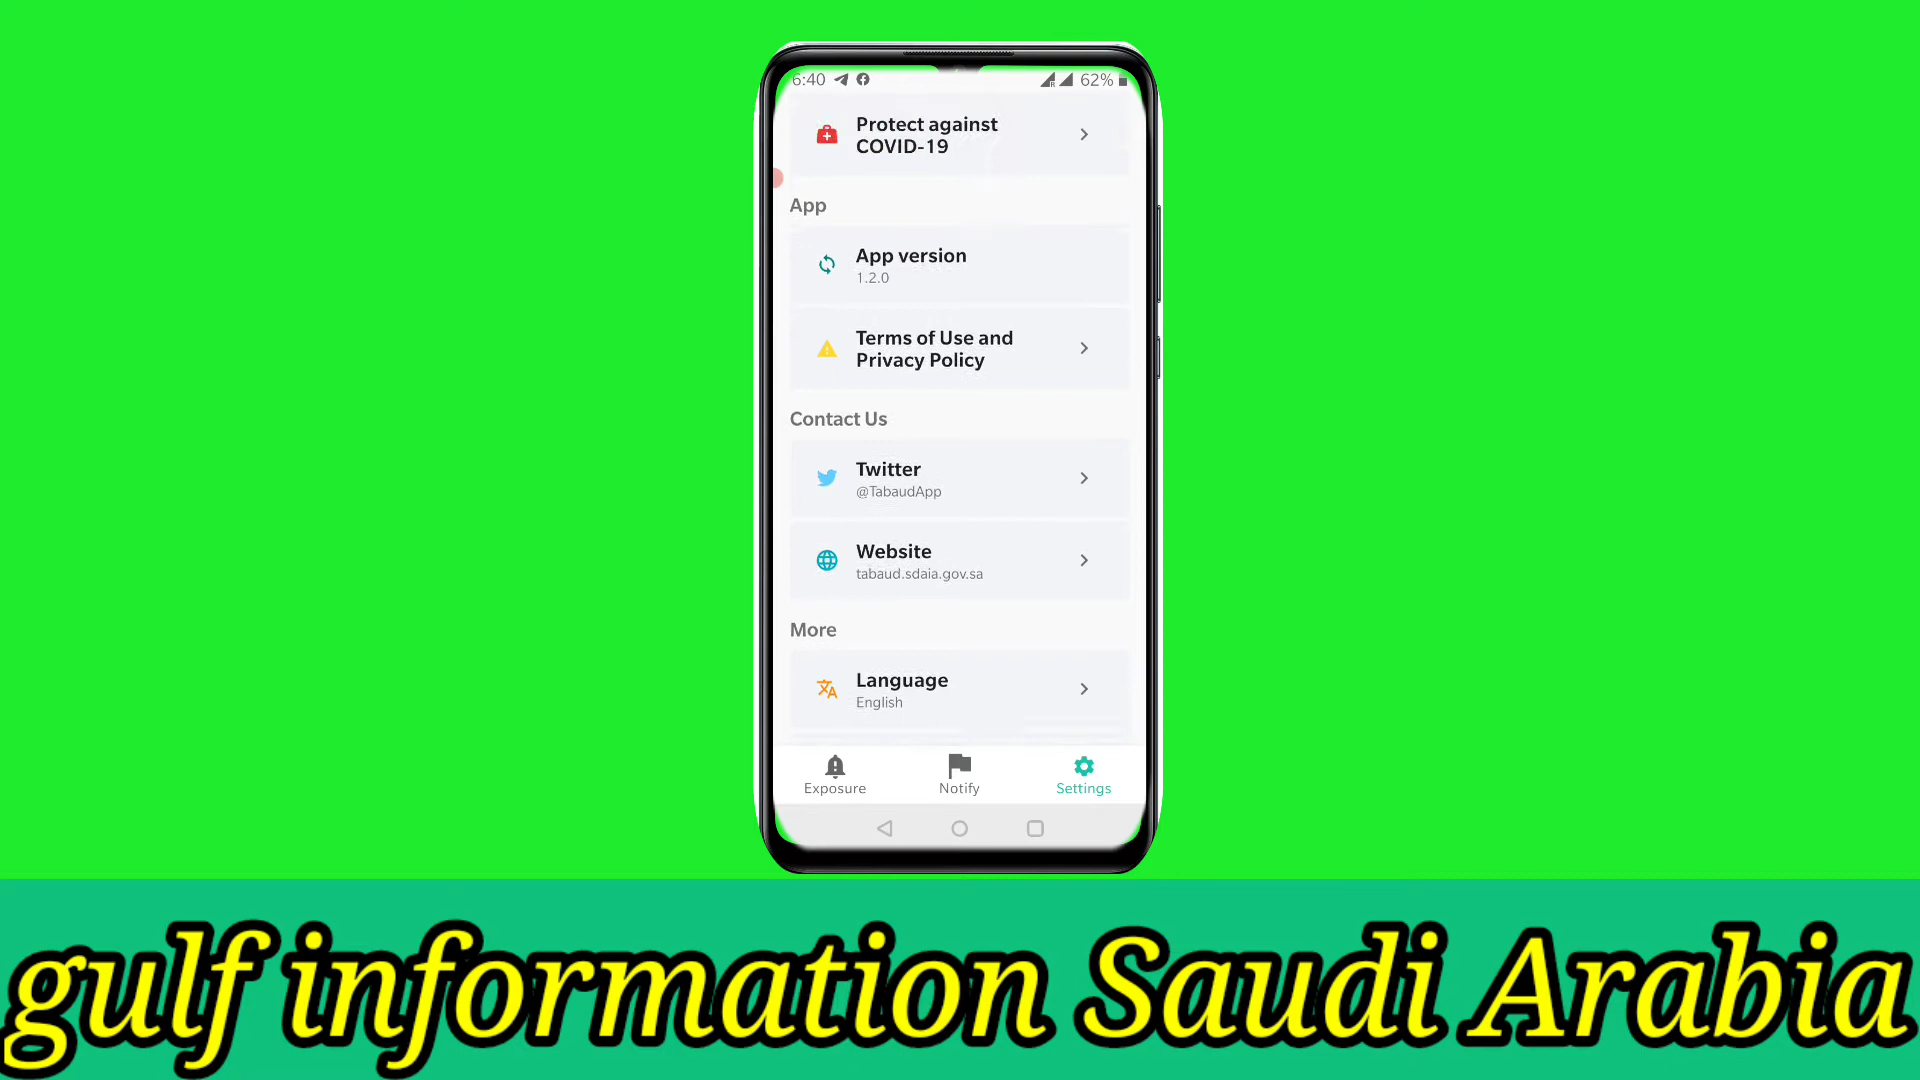 6:40 62%
Protect against
COVID-19
App
App version
1.2.0
Terms of Use and
Privacy Policy
Contact Us
Twitter
@TabaudApp
Website
tabaud.sdaia.gov.sa
More
Language
English
Exposure Notify Settings
gulf information Saudi Arabia